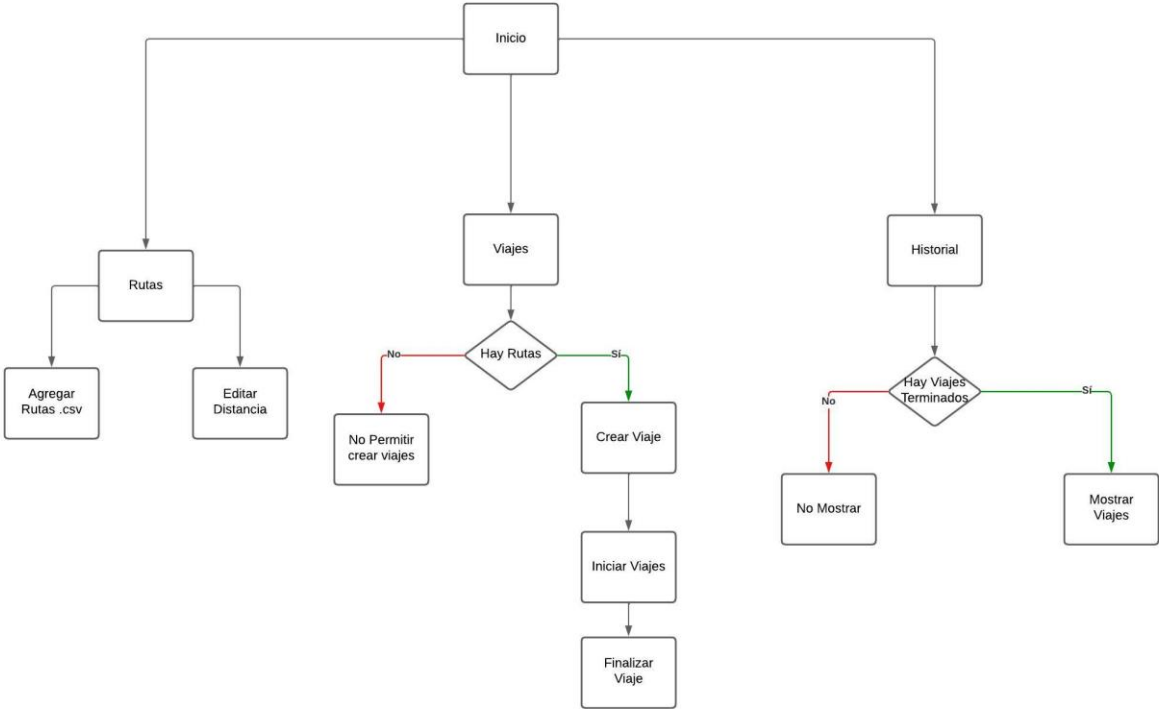 Inicio
Viajes
Historial
Rutas
Hay Rutas
No
Sí
Agregar
Rutas .csv
Editar
Distancia
No Permitir
crear viajes
Crear Viaje
Hay Viajes
Terminados
No
Sí
No Mostrar
Mostrar
Viajes
Iniciar Viajes
Finalizar
Viaje